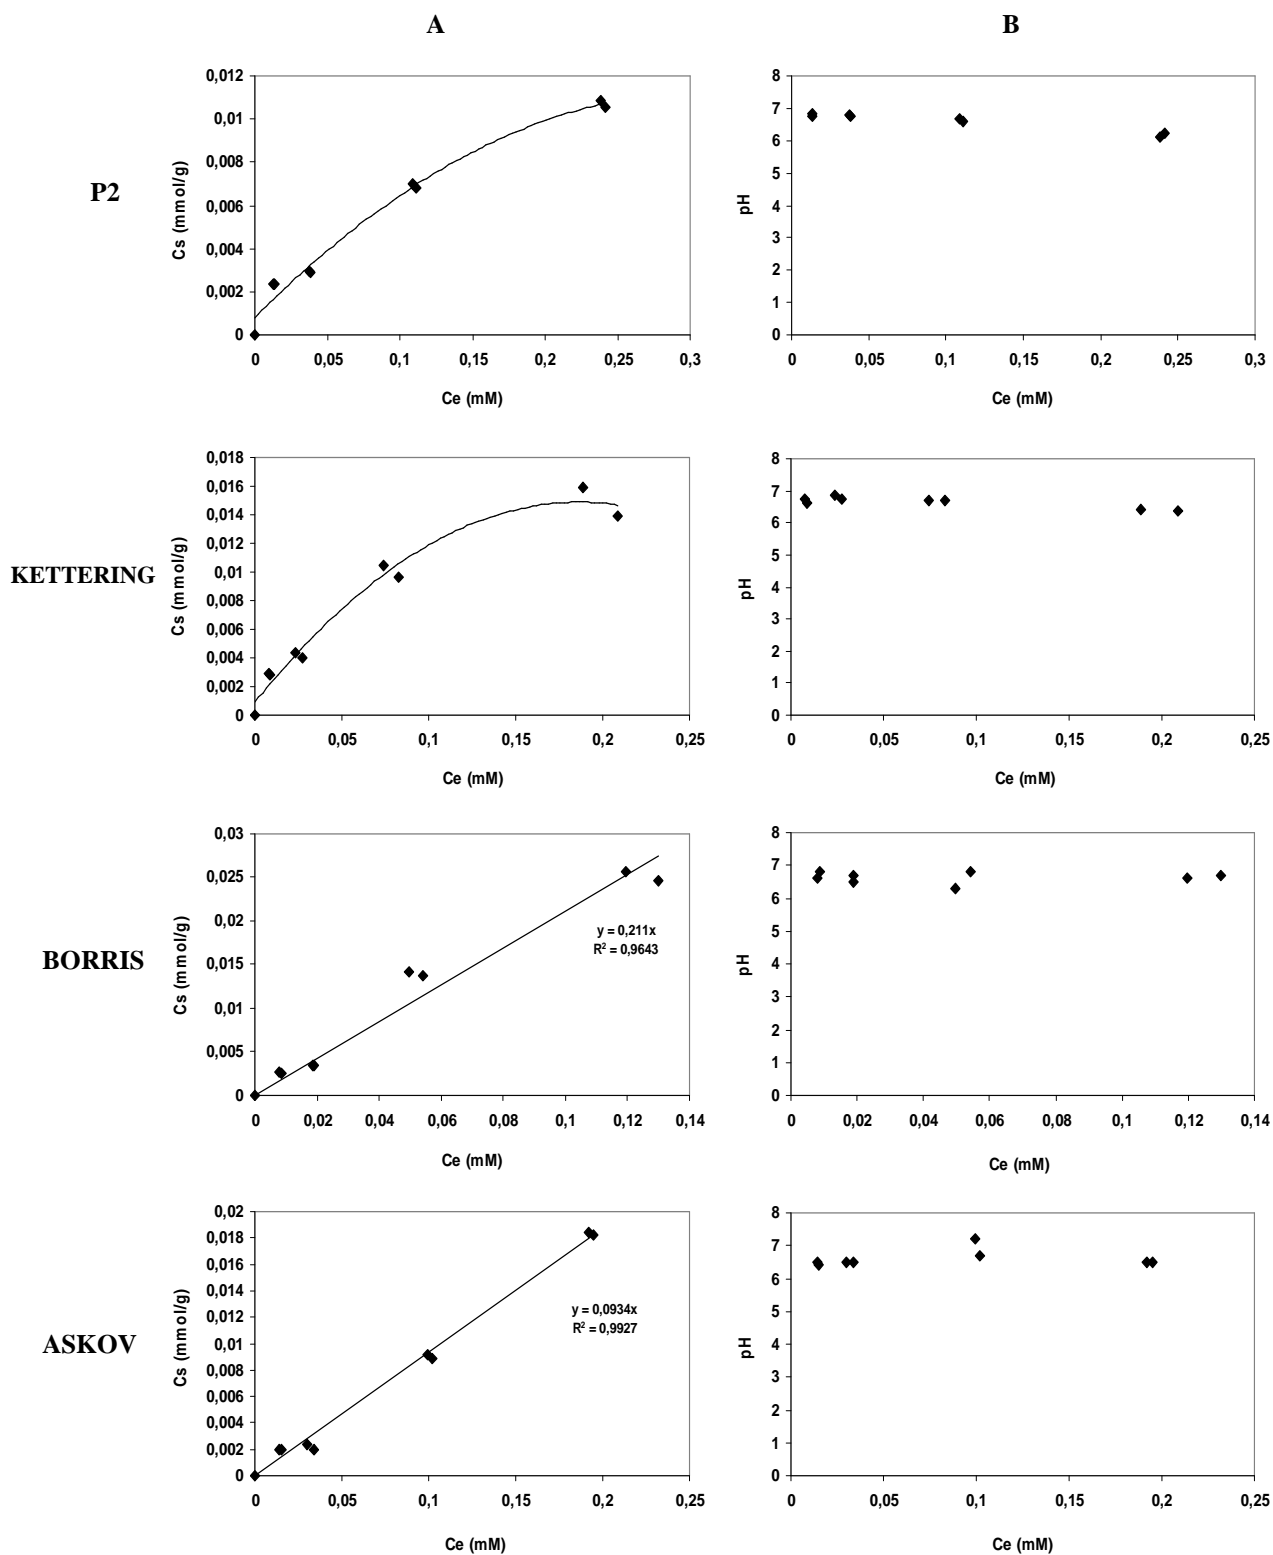 A
B
P2
0,012
0,01
0,008
0,006
0,004
0,002
0
Cs (mmol/g)
0 0,05 0,1 0,15 0,2 0,25 0,3
Ce (mM)
8
7
6
5
4
3
2
1
0
pH
0 0,05 0,1 0,15 0,2 0,25 0,3
Ce (mM)
KETTERING
0,018
0,016
0,014
0,012
0,01
0,008
0,006
0,004
0,002
0
Cs (mmol/g)
0 0,05 0,1 0,15 0,2 0,25
Ce (mM)
8
7
6
5
4
3
2
1
0
pH
0 0,05 0,1 0,15 0,2 0,25
Ce (mM)
BORRIS
0,03
0,025
0,02
0,015
0,01
0,005
0
Cs (mmol/g)
y = 0,211x
R² = 0,9643
0 0,02 0,04 0,06 0,08 0,1 0,12 0,14
Ce (mM)
8
7
6
5
4
3
2
1
0
pH
0 0,02 0,04 0,06 0,08 0,1 0,12 0,14
Ce (mM)
ASKOV
0,02
0,018
0,016
0,014
0,012
0,01
0,008
0,006
0,004
0,002
0
Cs (mmol/g)
y = 0,0934x
R² = 0,9927
0 0,05 0,1 0,15 0,2 0,25
Ce (mM)
8
7
6
5
4
3
2
1
0
pH
0 0,05 0,1 0,15 0,2 0,25
Ce (mM)